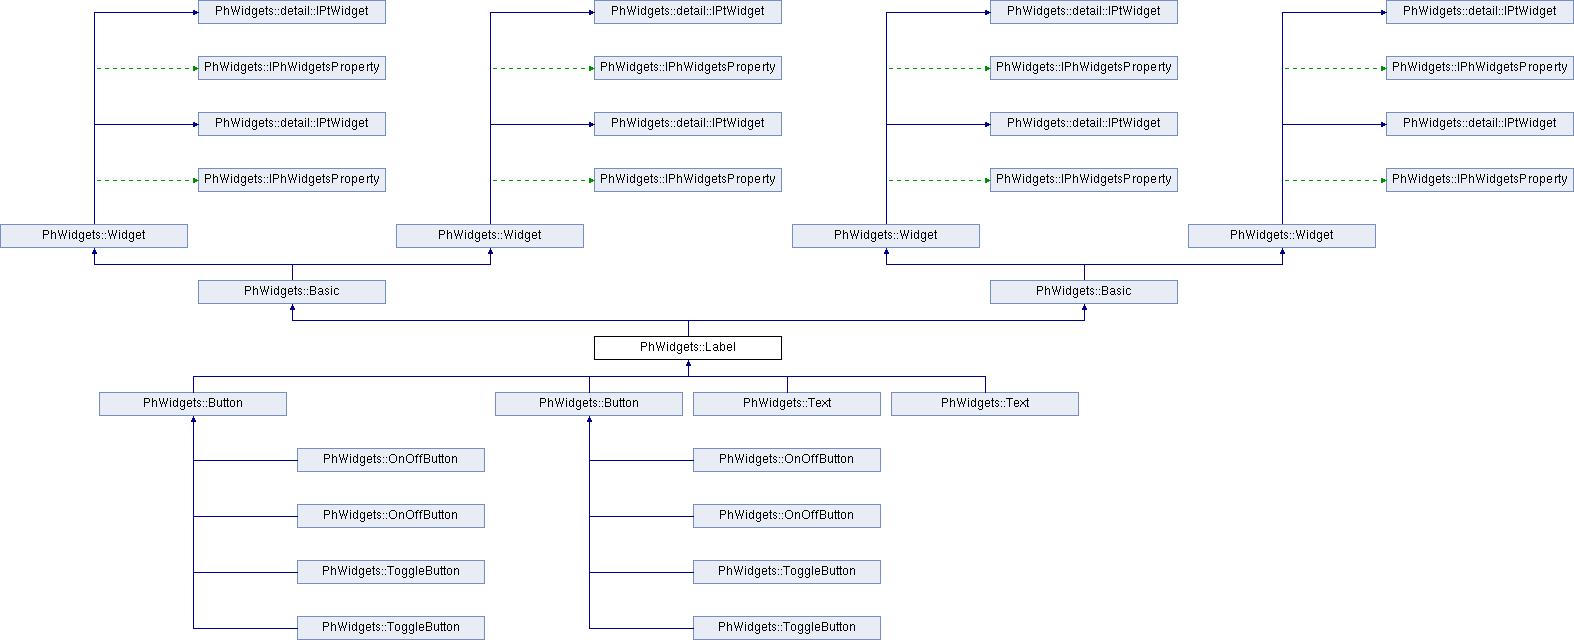 PhWidgets::detail::IPtWidget PhWidgets::detail::IPtWidget PhWidgets::detail::IPtWidget PhWidgets::detail::IPtWidget
PhWidgets::IPhWidgetsProperty PhWidgets::IPhWidgetsProperty PhWidgets::IPhWidgetsProperty PhWidgets::IPhWidgetsProperty
PhWidgets::detail::IPtWidget PhWidgets::detail::IPtWidget PhWidgets::detail::IPtWidget PhWidgets::detail::IPtWidget
PhWidgets::IPhWidgetsProperty PhWidgets::IPhWidgetsProperty PhWidgets::IPhWidgetsProperty PhWidgets::IPhWidgetsProperty
PhWidgets::Widget PhWidgets::Widget PhWidgets::Widget PhWidgets::Widget
PhWidgets::Basic PhWidgets::Basic
PhWidgets::Label
PhWidgets::Button PhWidgets::Button PhWidgets::Text PhWidgets::Text
PhWidgets::OnOffButton PhWidgets::OnOffButton
PhWidgets::OnOffButton PhWidgets::OnOffButton
PhWidgets::ToggleButton PhWidgets::ToggleButton
PhWidgets::ToggleButton PhWidgets::ToggleButton